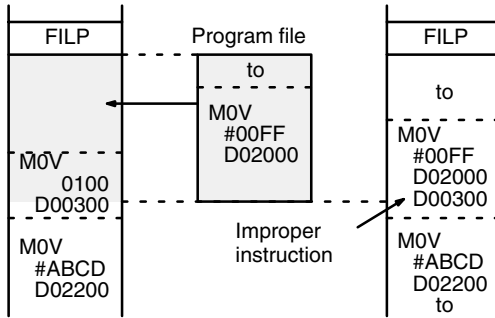 FILP
M0V
0100
D00300
M0V
#ABCD
D02200
Program file
to
M0V
#00FF
D02000
Improper
instruction
FILP
to
M0V
#00FF
D02000
D00300
M0V
#ABCD
D02200
to